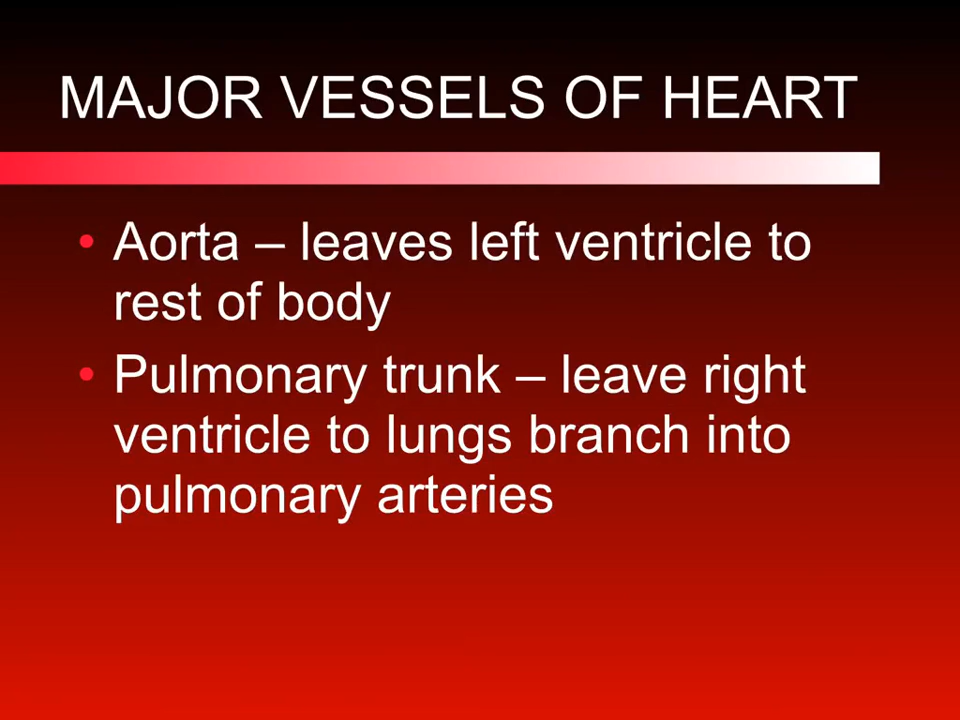 MAJOR VESSELS OF HEART
• Aorta – leaves left ventricle to
rest of body
• Pulmonary trunk – leave right
ventricle to lungs branch into
pulmonary arteries